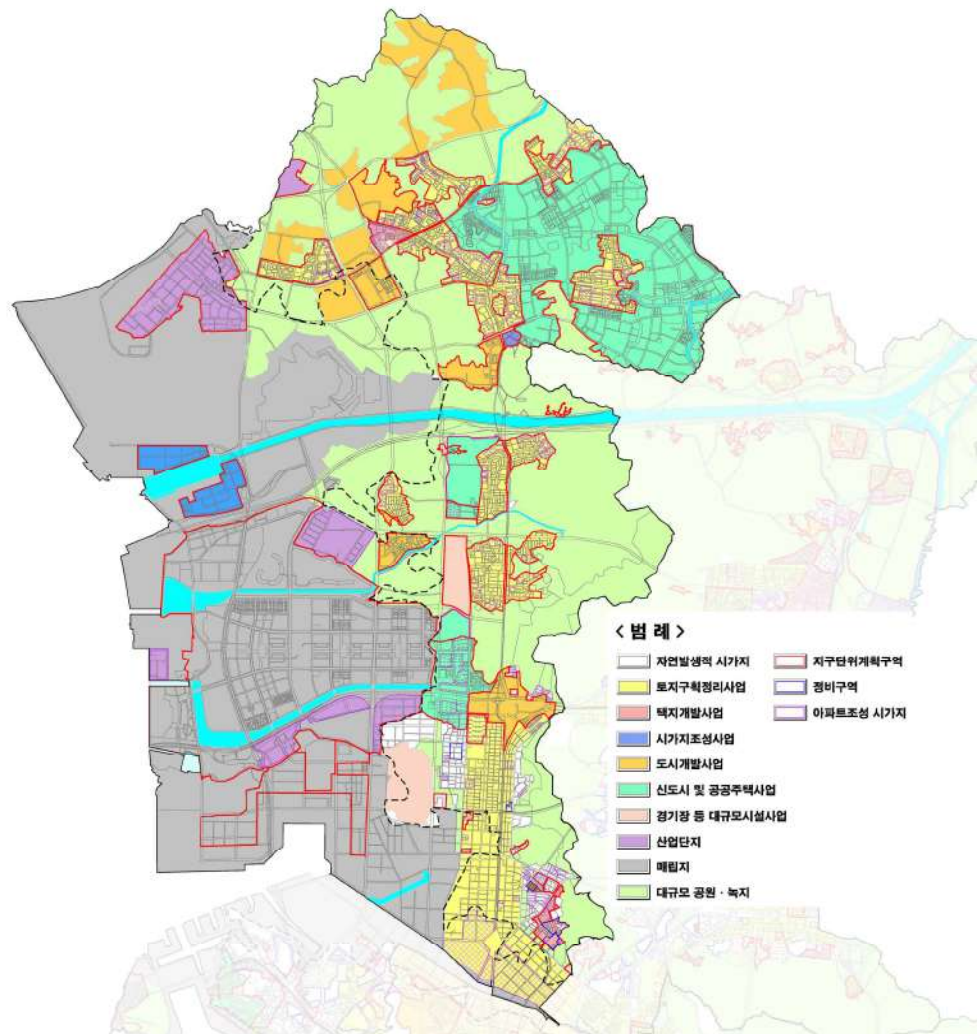 < 범 례 >
자연발생적 시가지
토지구획정리사업
택지개발사업
시가지조성사업
도시개발사업
신도시 및 공공주택사업
경기장 등 대규모시설사업
산업단지
매립지
대규모 공원 · 녹지
지구단위계획구역
정비구역
아파트조성 시가지